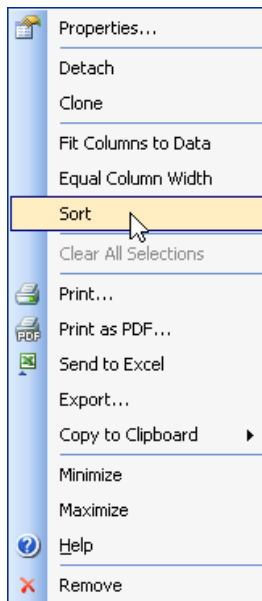 Properties...
Detach
Clone
Fit Columns to Data
Equal Column Width
Sort
Clear All Selections
Print...
PDF
Print as PDF...
Send to Excel
Export...
Copy to Clipboard
Minimize
Maximize
Help
Remove